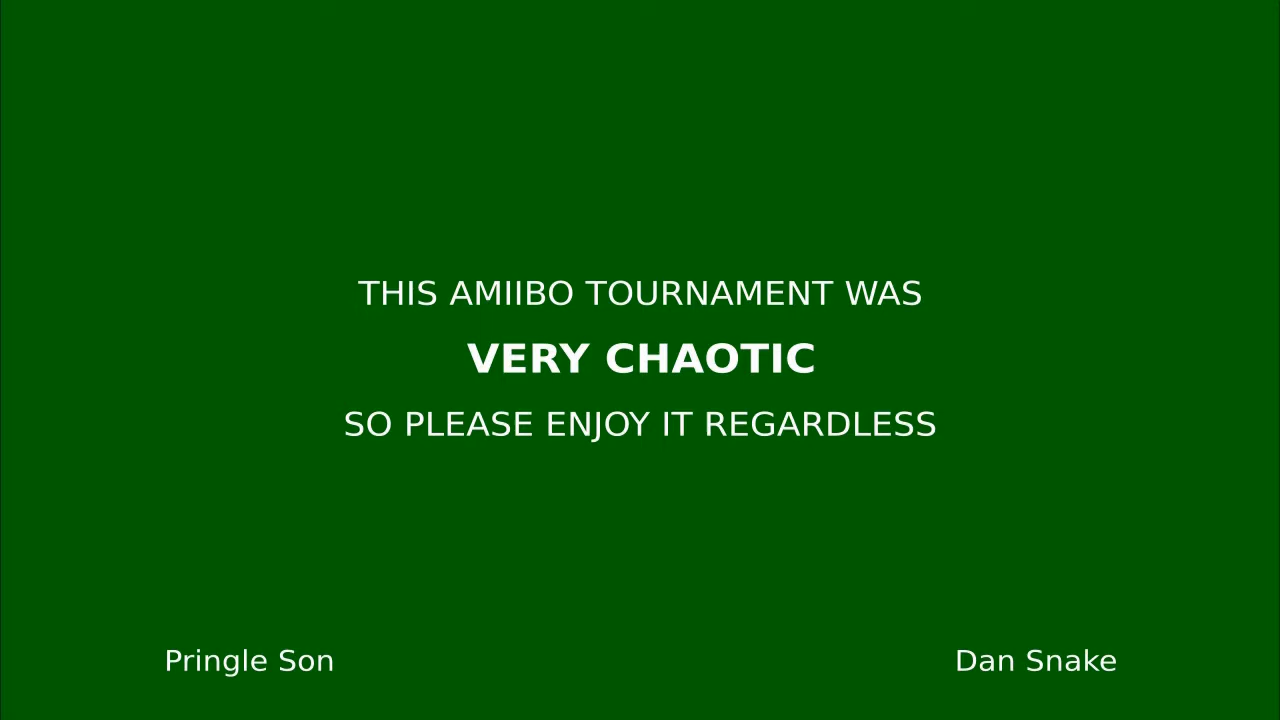 THIS AMIIBO TOURNAMENT WAS
VERY CHAOTIC
SO PLEASE ENJOY IT REGARDLESS
Pringle Son
Dan Snake